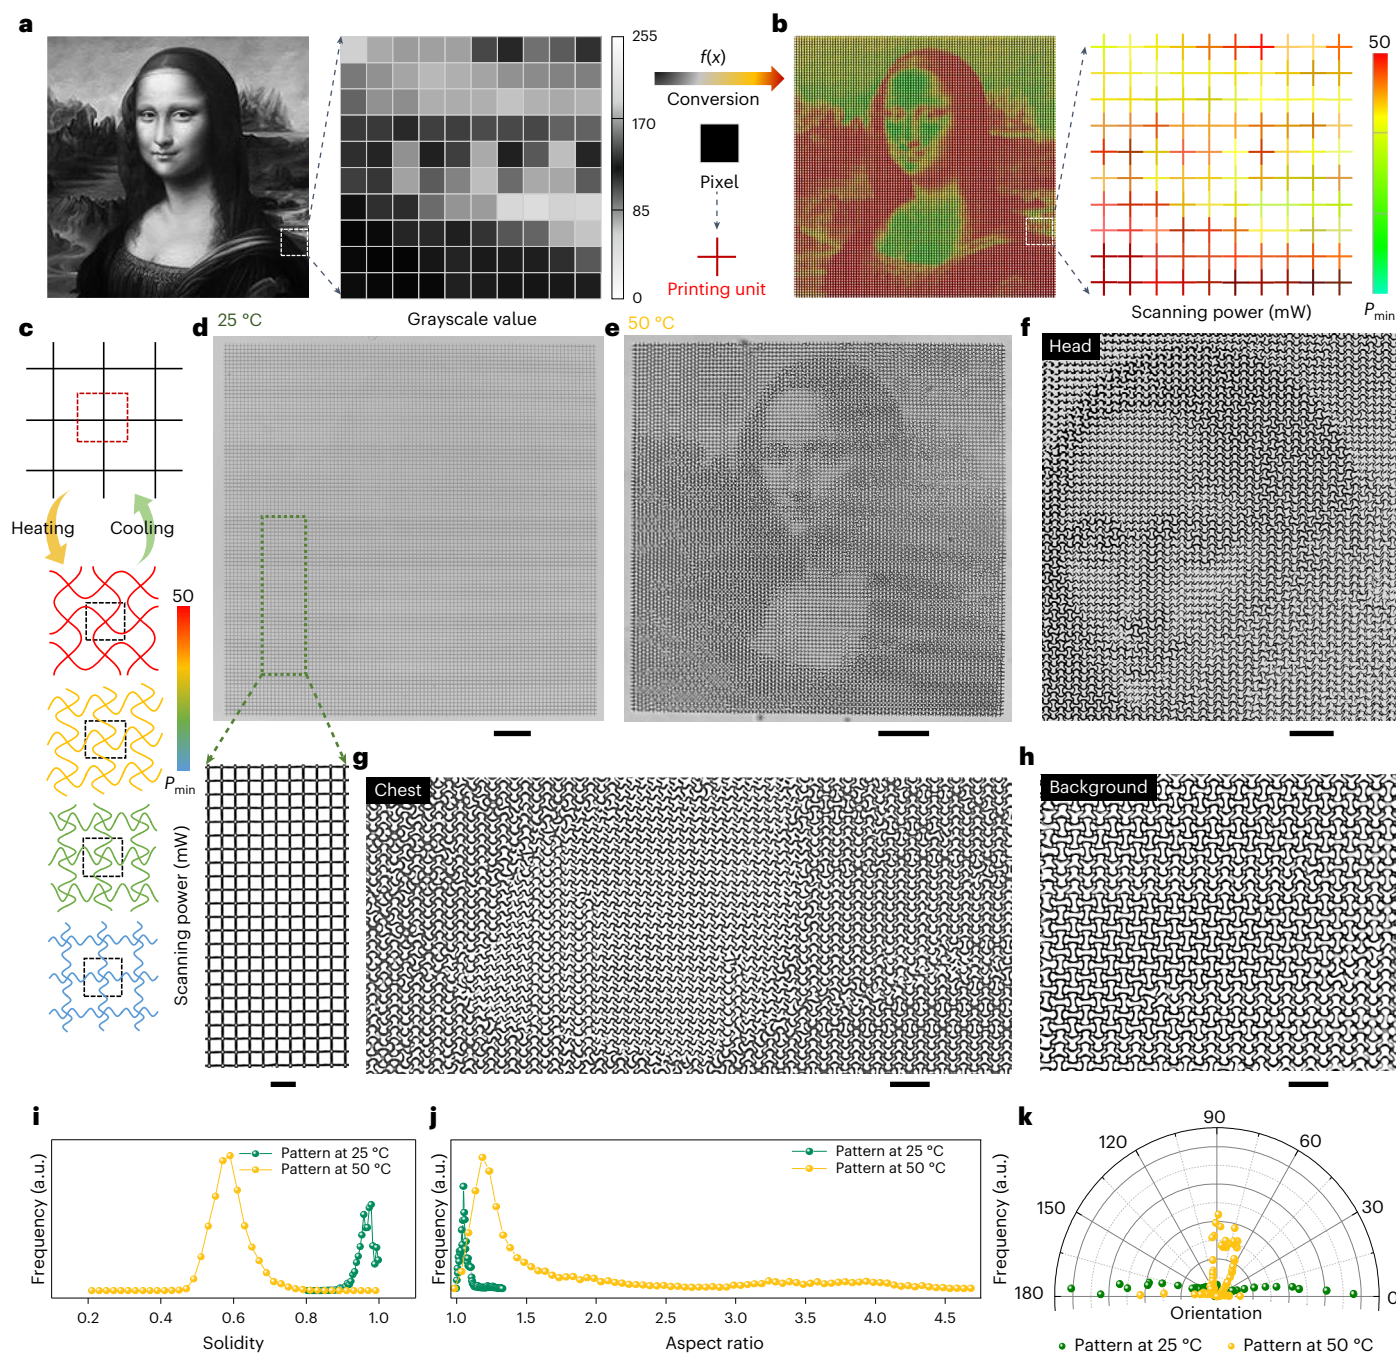 a
255
170
85
0
Grayscale value
f(x)
Conversion
Pixel
Printing unit
b
50
P min
Scanning power (mW)
c
Heating
Cooling
50
P min
Scanning power (mW)
d
25 °C
e
50 °C
f
Head
g
Chest
h
Background
i
Pattern at 25 °C
Pattern at 50 °C
Frequency (a.u.)
0.2
0.4
0.6
0.8
1.0
Solidity
j
Pattern at 25 °C
Pattern at 50 °C
Frequency (a.u.)
1.0
1.5
2.0
2.5
3.0
3.5
4.0
4.5
Aspect ratio
k
Frequency (a.u.)
90
120
60
150
30
180
0
Orientation
Pattern at 25 °C
Pattern at 50 °C